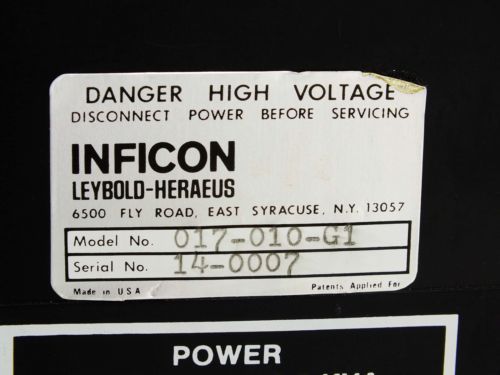 DANGER HIGH VOLTAGE
DISCONNECT POWER BEFORE SERVICING
INFICON
LEYBOLD-HERAEUS
6500 FLY ROAD, EAST SYRACUSE, N.Y. 13057
Model No. 017-010-G1
Serial No. 14-0007
Made in USA Patents Applied For
POWER